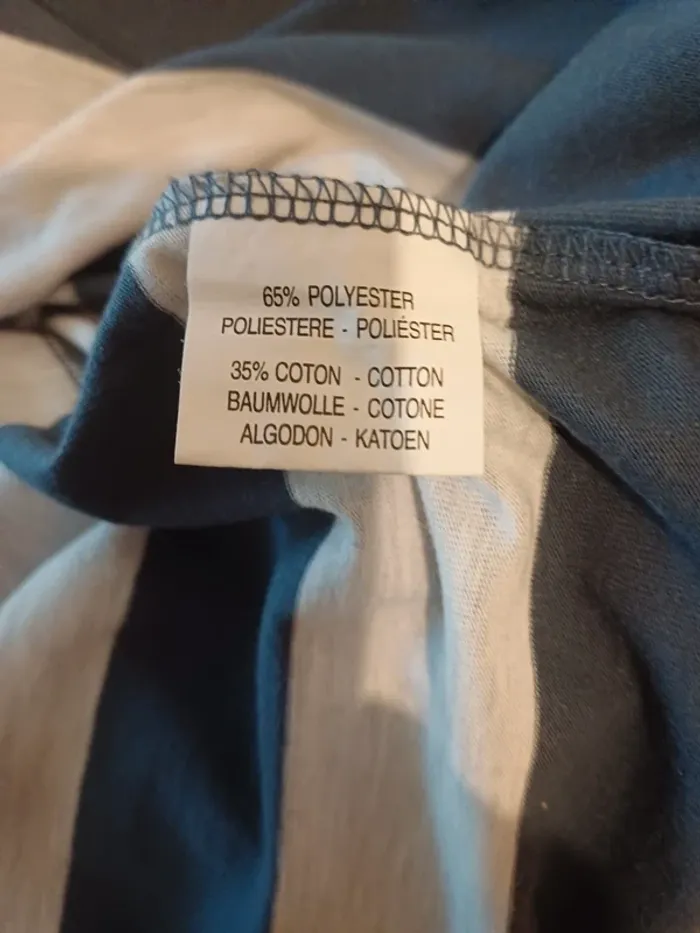 65% POLYESTER
POLIESTERE - POLIÉSTER
35% COTON - COTTON
BAUMWOLLE - COTONE
ALGODON - KATOEN